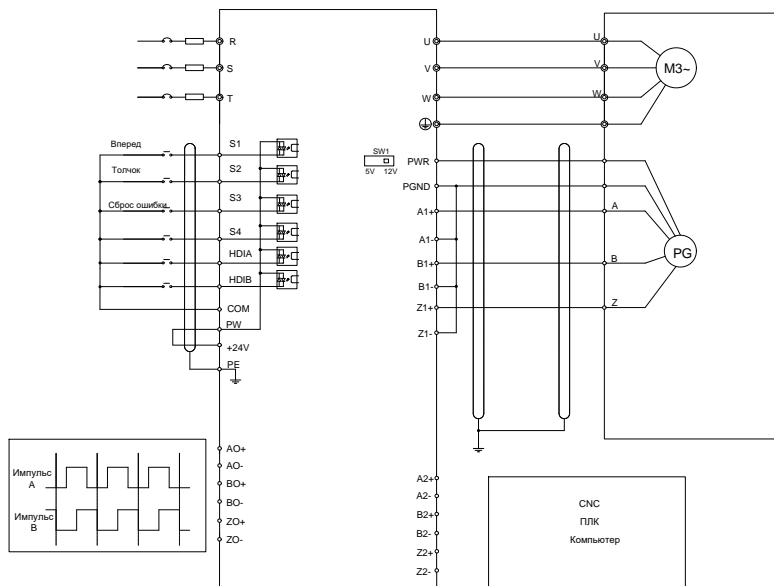 R
S
T
Вперед
Толчок
Сброс ошибки
S1
S2
S3
S4
HDIA
HDIB
COM
PW
+24V
PE
U
V
W
U
V
W
M3~
SW1
5V 12V
PWR
PGND
A1+
A1-
B1+
B1-
Z1+
Z1-
A
B
Z
PG
Импульс
A
Импульс
B
AO+
AO-
BO+
BO-
ZO+
ZO-
A2+
A2-
B2+
B2-
Z2+
Z2-
CNC
ПЛК
Компьютер